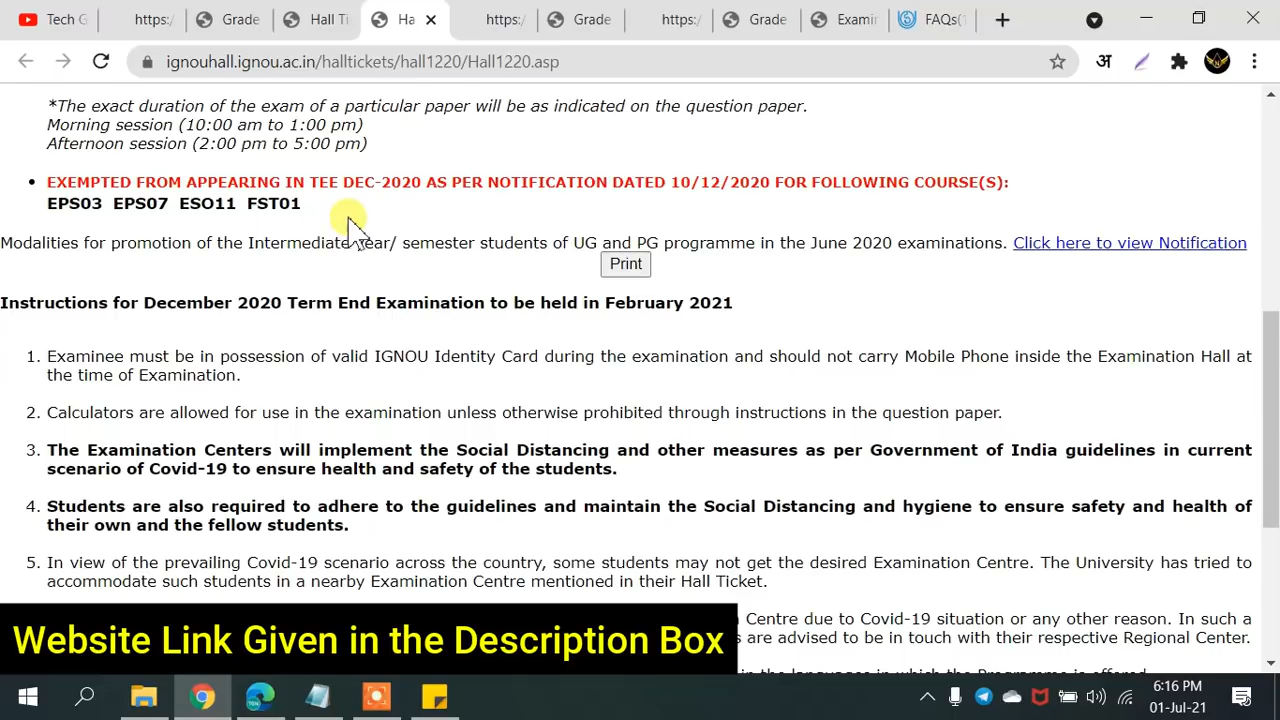 Tech G
https:/
Grade
Hall Ti
Ha
https:/
Grade
https:/
Grade
Examin
FAQs(1
ignouhall.ignou.ac.in/halltickets/hall1220/Hall1220.asp
अ
*The exact duration of the exam of a particular paper will be as indicated on the question paper.
Morning session (10:00 am to 1:00 pm)
Afternoon session (2:00 pm to 5:00 pm)
• EXEMPTED FROM APPEARING IN TEE DEC-2020 AS PER NOTIFICATION DATED 10/12/2020 FOR FOLLOWING COURSE(S):
EPS03 EPS07 ESO11 FST01
Modalities for promotion of the Intermediate year/ semester students of UG and PG programme in the June 2020 examinations. Click here to view Notification
Print
Instructions for December 2020 Term End Examination to be held in February 2021
1. Examinee must be in possession of valid IGNOU Identity Card during the examination and should not carry Mobile Phone inside the Examination Hall at
the time of Examination.
2. Calculators are allowed for use in the examination unless otherwise prohibited through instructions in the question paper.
3. The Examination Centers will implement the Social Distancing and other measures as per Government of India guidelines in current
scenario of Covid-19 to ensure health and safety of the students.
4. Students are also required to adhere to the guidelines and maintain the Social Distancing and hygiene to ensure safety and health of
their own and the fellow students.
5. In view of the prevailing Covid-19 scenario across the country, some students may not get the desired Examination Centre. The University has tried to
accommodate such students in a nearby Examination Centre mentioned in their Hall Ticket.
Centre due to Covid-19 situation or any other reason. In such a
s are advised to be in touch with their respective Regional Center.
in the languages in which the Programme is offered
Website Link Given in the Description Box
6:16 PM
01-Jul-21